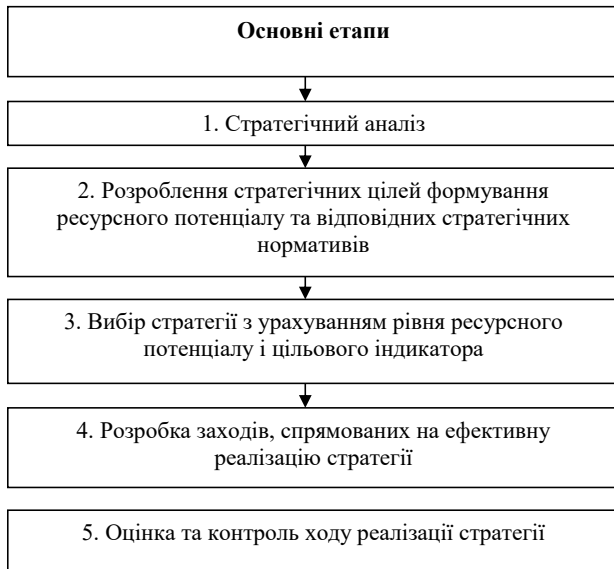 Основні етапи
1. Стратегічний аналіз
2. Розроблення стратегічних цілей формування
ресурсного потенціалу та відповідних стратегічних
нормативів
3. Вибір стратегії з урахуванням рівня ресурсного
потенціалу і цільового індикатора
4. Розробка заходів, спрямованих на ефективну
реалізацію стратегії
5. Оцінка та контроль ходу реалізації стратегії